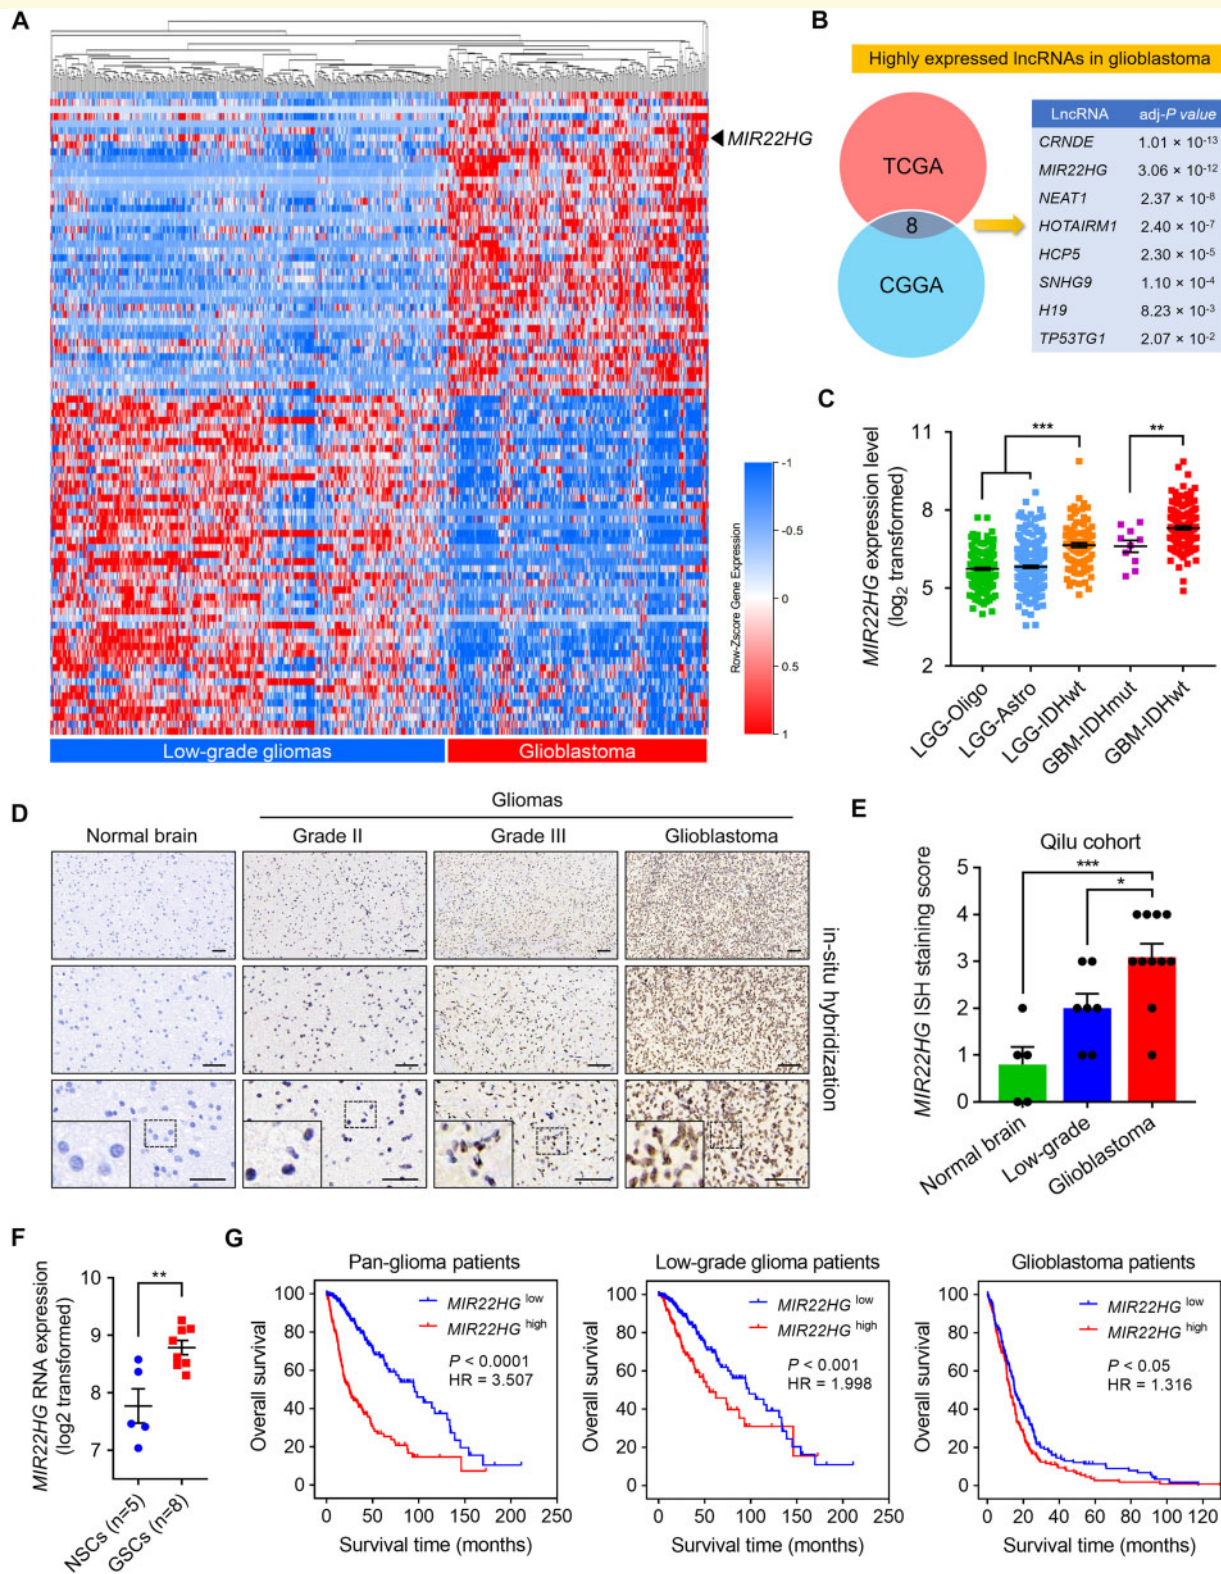 A
MIR22HG
Row-Zscore Gene Expression
-1
-0.5
0
0.5
1
Low-grade gliomas
Glioblastoma
B
Highly expressed lncRNAs in glioblastoma
TCGA
8
CGGA
LncRNA adj-P value
CRNDE 1.01 × 10-13
MIR22HG 3.06 × 10-12
NEAT1 2.37 × 10-8
HOTAIRM1 2.40 × 10-7
HCP5 2.30 × 10-5
SNHG9 1.10 × 10-4
H19 8.23 × 10-3
TP53TG1 2.07 × 10-2
C
MIR22HG expression level
(log2 transformed)
11
8
5
2
***
**
LGG-Oligo
LGG-Astro
LGG-IDHwt
GBM-IDHmut
GBM-IDHwt
D
Gliomas
Normal brain
Grade II
Grade III
Glioblastoma
in-situ hybridization
E
Qilu cohort
MIR22HG ISH staining score
5
4
3
2
1
0
***
*
Normal brain
Low-grade
Glioblastoma
F
MIR22HG RNA expression
(log2 transformed)
10
9
8
7
**
NSCs (n=5)
GSCs (n=8)
G
Pan-glioma patients
Overall survival
100
80
60
40
20
0
MIR22HG low
MIR22HG high
P < 0.0001
HR = 3.507
0 50 100 150 200 250
Survival time (months)
Low-grade glioma patients
Overall survival
100
80
60
40
20
0
MIR22HG low
MIR22HG high
P < 0.001
HR = 1.998
0 50 100 150 200 250
Survival time (months)
Glioblastoma patients
Overall survival
100
80
60
40
20
0
MIR22HG low
MIR22HG high
P < 0.05
HR = 1.316
0 20 40 60 80 100 120
Survival time (months)